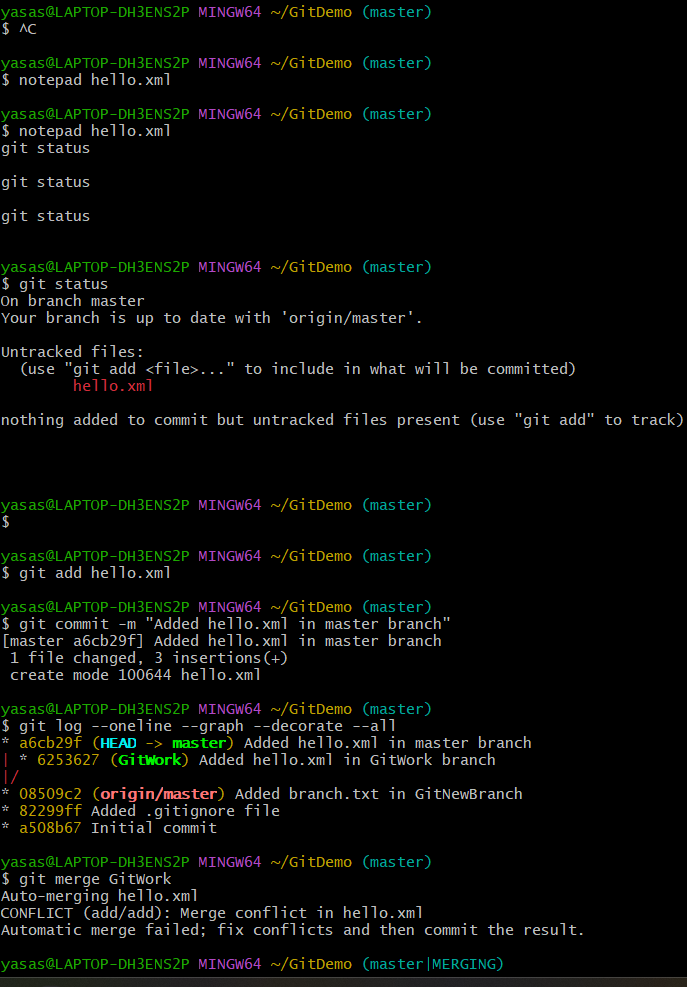 yasas@LAPTOP-DH3ENS2P MINGW64 ~/GitDemo (master)
$ ^C
yasas@LAPTOP-DH3ENS2P MINGW64 ~/GitDemo (master)
$ notepad hello.xml
yasas@LAPTOP-DH3ENS2P MINGW64 ~/GitDemo (master)
$ notepad hello.xml
git status
git status
git status
yasas@LAPTOP-DH3ENS2P MINGW64 ~/GitDemo (master)
$ git status
On branch master
Your branch is up to date with 'origin/master'.
Untracked files:
  (use "git add <file>..." to include in what will be committed)
        hello.xml
nothing added to commit but untracked files present (use "git add" to track)
yasas@LAPTOP-DH3ENS2P MINGW64 ~/GitDemo (master)
$
yasas@LAPTOP-DH3ENS2P MINGW64 ~/GitDemo (master)
$ git add hello.xml
yasas@LAPTOP-DH3ENS2P MINGW64 ~/GitDemo (master)
$ git commit -m "Added hello.xml in master branch"
[master a6cb29f] Added hello.xml in master branch
 1 file changed, 3 insertions(+)
 create mode 100644 hello.xml
yasas@LAPTOP-DH3ENS2P MINGW64 ~/GitDemo (master)
$ git log --oneline --graph --decorate --all
* a6cb29f (HEAD -> master) Added hello.xml in master branch
| * 6253627 (GitWork) Added hello.xml in GitWork branch
|/
* 08509c2 (origin/master) Added branch.txt in GitNewBranch
* 82299ff Added .gitignore file
* a508b67 Initial commit
yasas@LAPTOP-DH3ENS2P MINGW64 ~/GitDemo (master)
$ git merge GitWork
Auto-merging hello.xml
CONFLICT (add/add): Merge conflict in hello.xml
Automatic merge failed; fix conflicts and then commit the result.
yasas@LAPTOP-DH3ENS2P MINGW64 ~/GitDemo (master|MERGING)